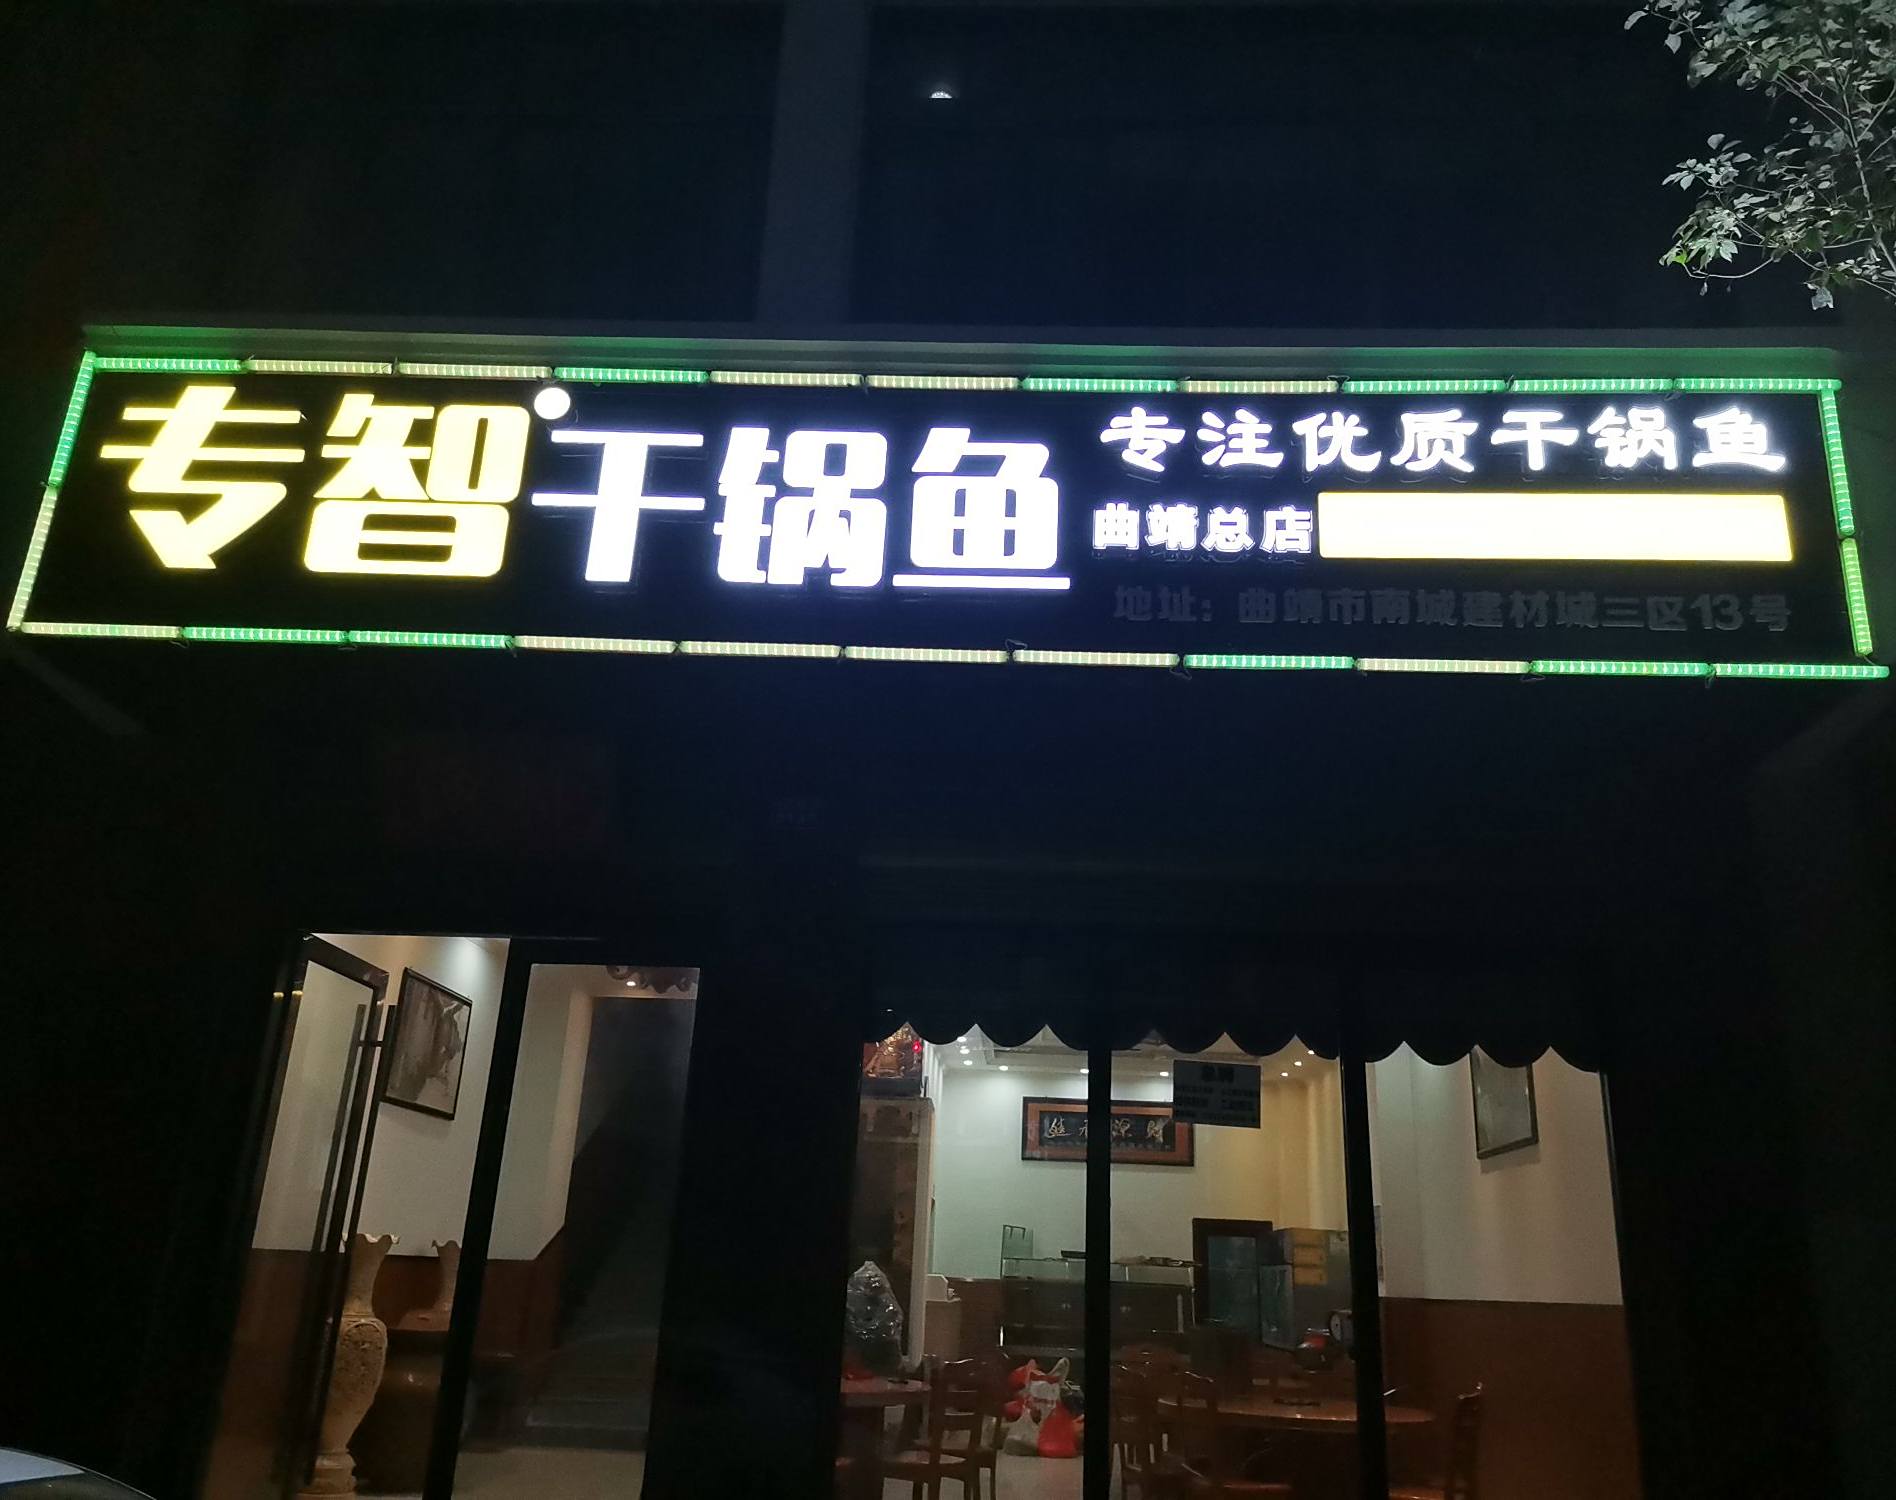 专智干锅鱼
专注优质干锅鱼
曲靖总店
地址：曲靖市南城建材城三区13号